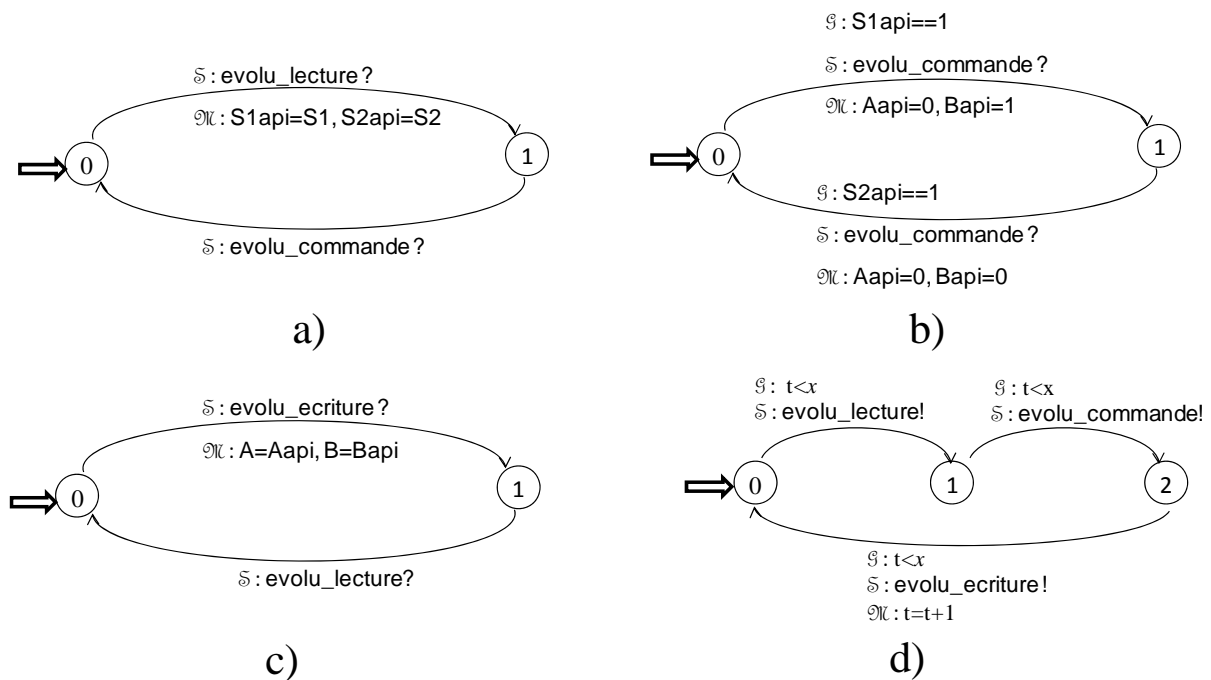 𝒮 : evolu_lecture?
ℳ : S1api=S1, S2api=S2
0
1
𝒮 : evolu_commande?
a)
𝒢 : S1api==1
𝒮 : evolu_commande?
ℳ : Aapi=0, Bapi=1
0
1
𝒢 : S2api==1
𝒮 : evolu_commande?
ℳ : Aapi=0, Bapi=0
b)
𝒮 : evolu_ecriture?
ℳ : A=Aapi, B=Bapi
0
1
𝒮 : evolu_lecture?
c)
𝒢 : t<x
𝒮 : evolu_lecture!
𝒢 : t<x
𝒮 : evolu_commande!
0
1
2
𝒢 : t<x
𝒮 : evolu_ecriture!
ℳ : t=t+1
d)